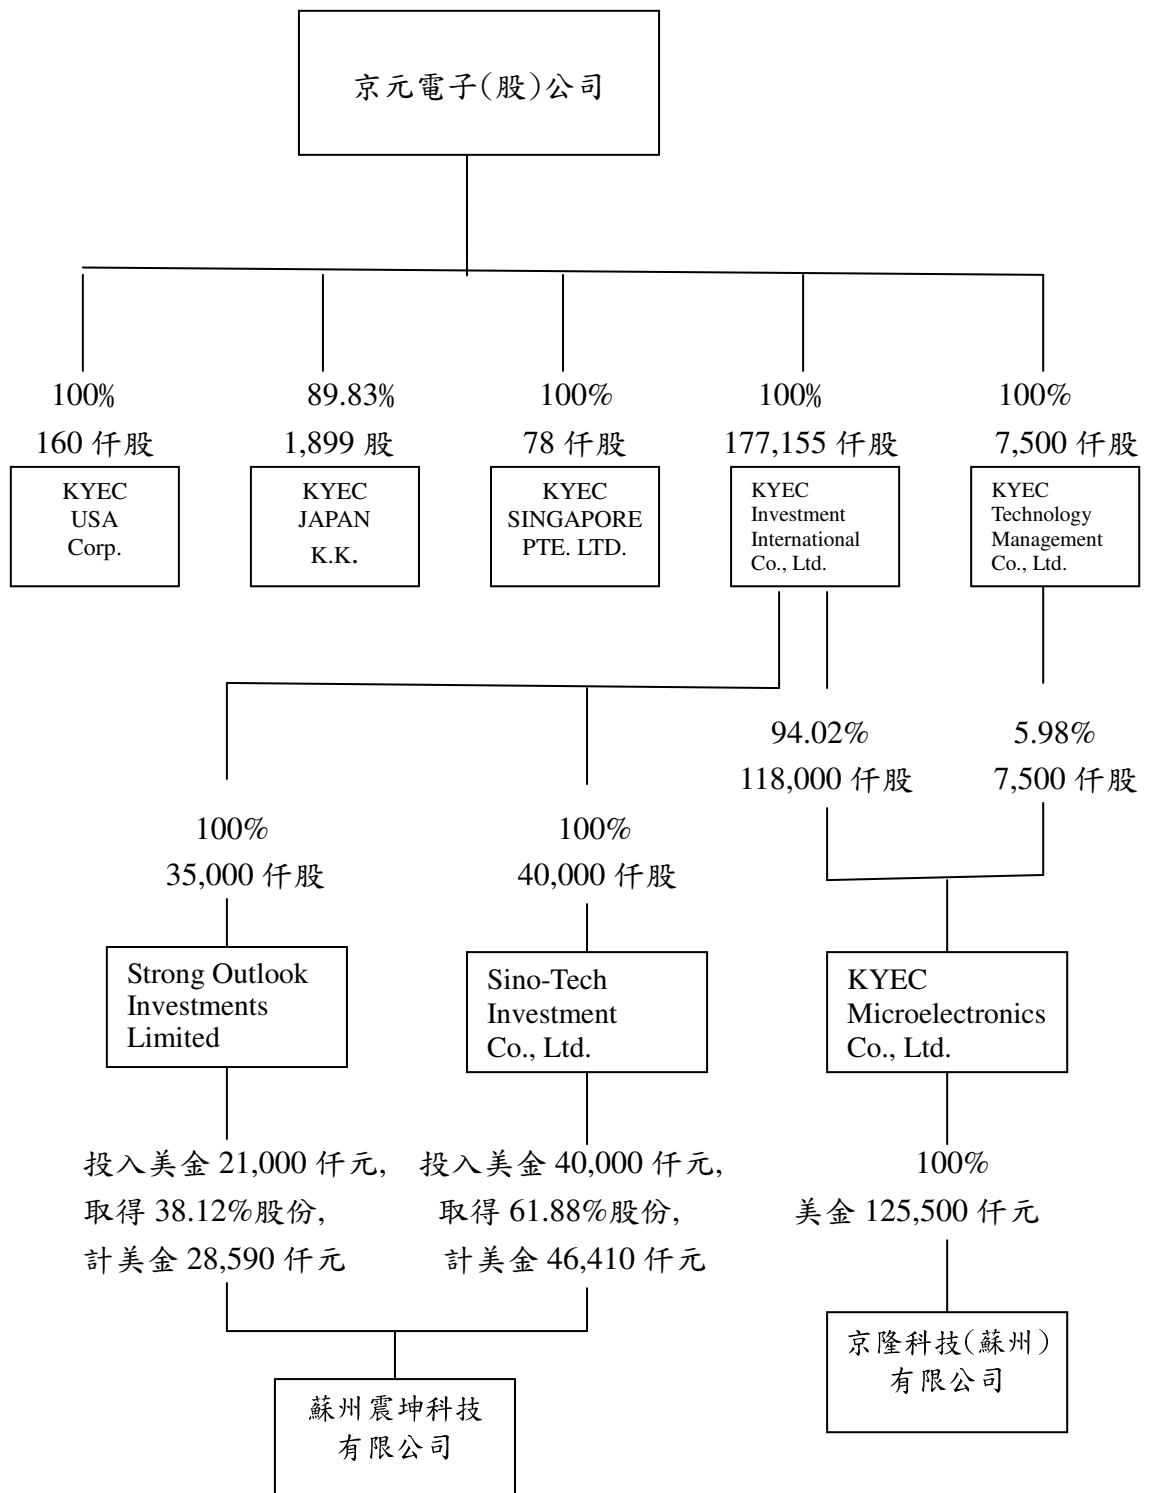 京元電子(股)公司
100%
160 仟股
KYEC
USA
Corp.
89.83%
1,899 股
KYEC
JAPAN
K.K.
100%
78 仟股
KYEC
SINGAPORE
PTE. LTD.
100%
177,155 仟股
KYEC
Investment
International
Co., Ltd.
100%
7,500 仟股
KYEC
Technology
Management
Co., Ltd.
94.02%
118,000 仟股
5.98%
7,500 仟股
100%
35,000 仟股
Strong Outlook
Investments
Limited
100%
40,000 仟股
Sino-Tech
Investment
Co., Ltd.
KYEC
Microelectronics
Co., Ltd.
投入美金 21,000 仟元,
取得 38.12%股份,
計美金 28,590 仟元
投入美金 40,000 仟元,
取得 61.88%股份,
計美金 46,410 仟元
100%
美金 125,500 仟元
京隆科技(蘇州)
有限公司
蘇州震坤科技
有限公司